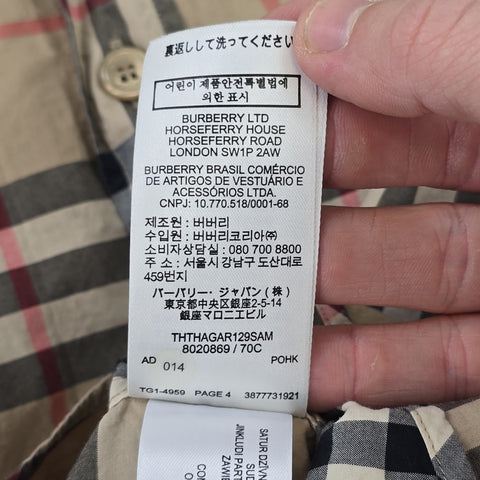 裏返しして洗ってください
어린이 제품안전특별법에
의한 표시
BURBERRY LTD
HORSEFERRY HOUSE
HORSEFERRY ROAD
LONDON SW1P 2AW
BURBERRY BRASIL COMÉRCIO
DE ARTIGOS DE VESTUÁRIO E
ACESSÓRIOS LTDA.
CNPJ: 10.770.518/0001-68
제조원 : 버버리
수입원 : 버버리코리아㈜
소비자상담실 : 080 700 8800
주 소 : 서울시 강남구 도산대로
459번지
バーバリー・ジャパン(株)
東京都中央区銀座2-5-14
銀座マロニエビル
THTHAGAR129SAM
8020869 / 70C
AD 014 POHK
TG1-4959 PAGE 4 3877731921
SATUR DZĪVN
SUE
JINKLUDI PART
ZAWIE
CON
O